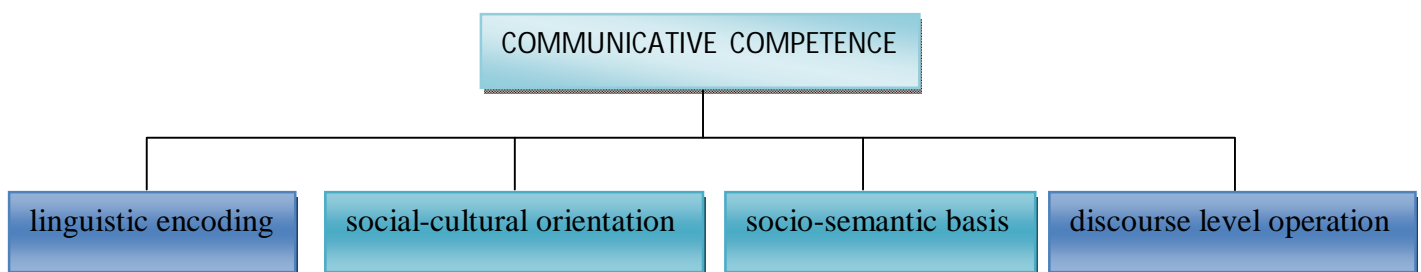 COMMUNICATIVE COMPETENCE
linguistic encoding
social-cultural orientation
socio-semantic basis
discourse level operation